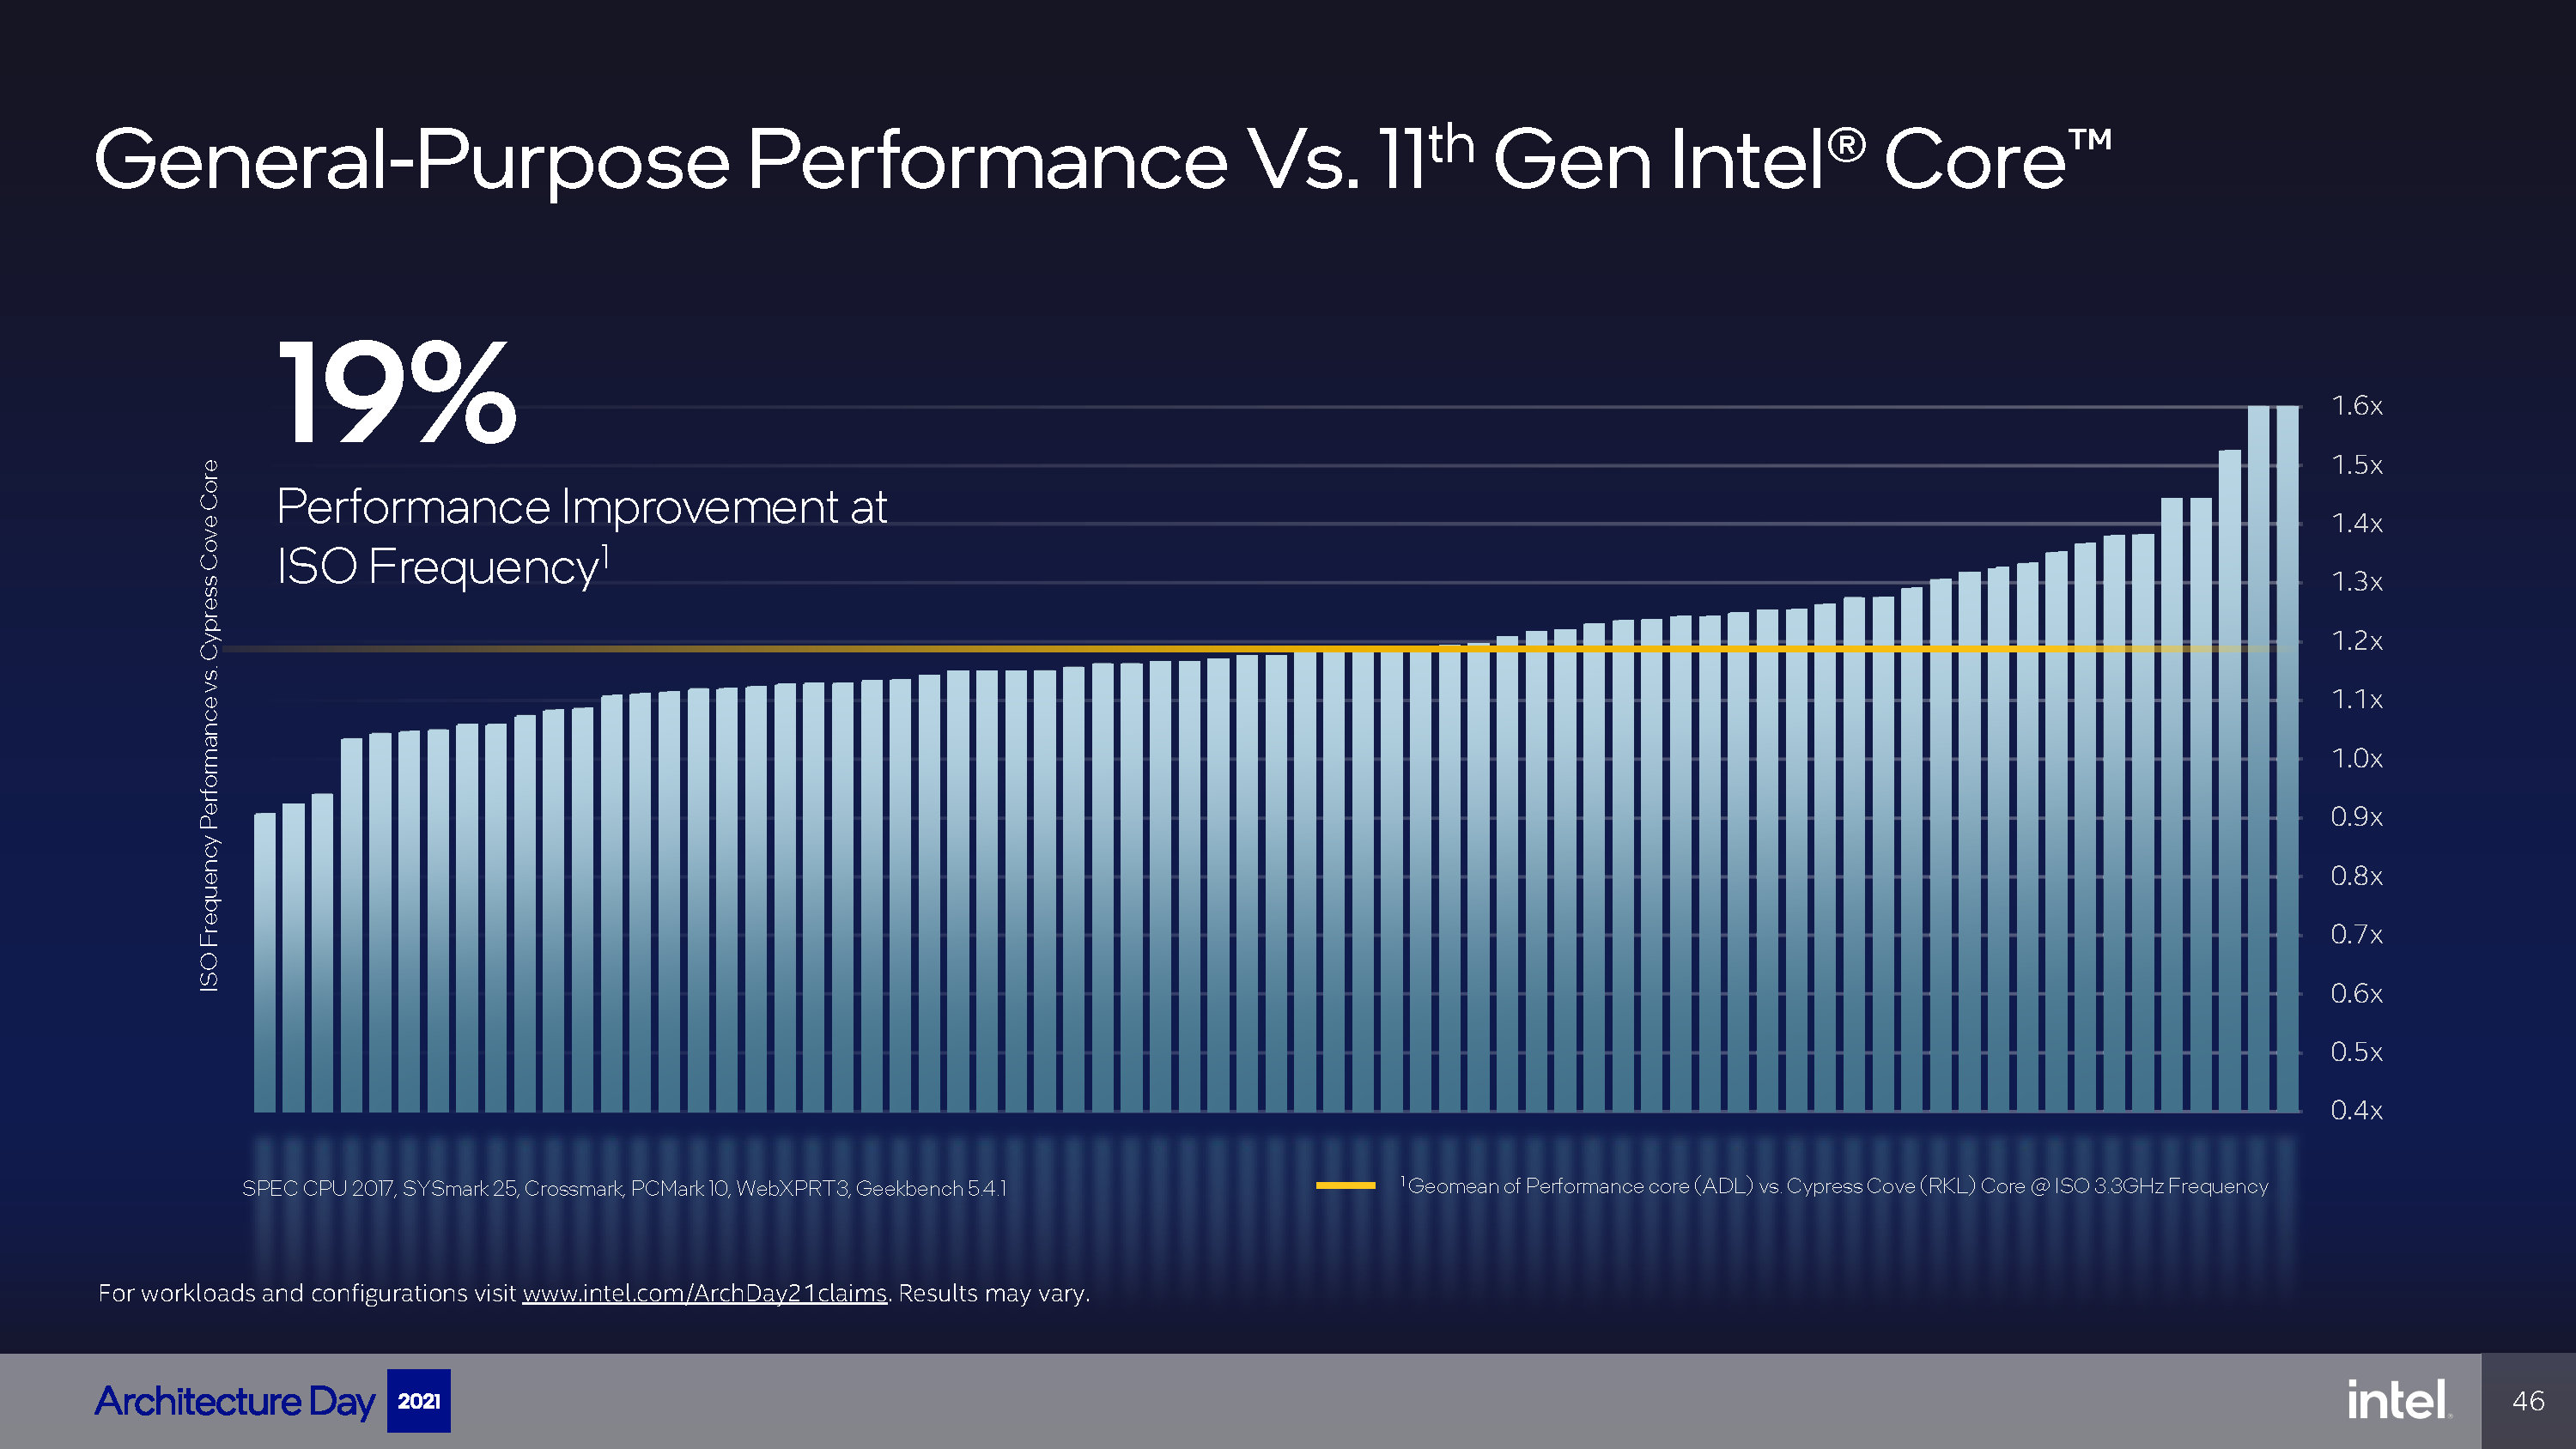 General-Purpose Performance Vs. 11th Gen Intel® Core™
19%
Performance Improvement at
ISO Frequency1
ISO Frequency Performance vs. Cypress Cove Core
1.6x
1.5x
1.4x
1.3x
1.2x
1.1x
1.0x
0.9x
0.8x
0.7x
0.6x
0.5x
0.4x
SPEC CPU 2017, SYSmark 25, Crossmark, PCMark 10, WebXPRT3, Geekbench 5.4.1
1 Geomean of Performance core (ADL) vs. Cypress Cove (RKL) Core @ ISO 3.3GHz Frequency
For workloads and configurations visit www.intel.com/ArchDay21claims. Results may vary.
Architecture Day 2021
intel.
46